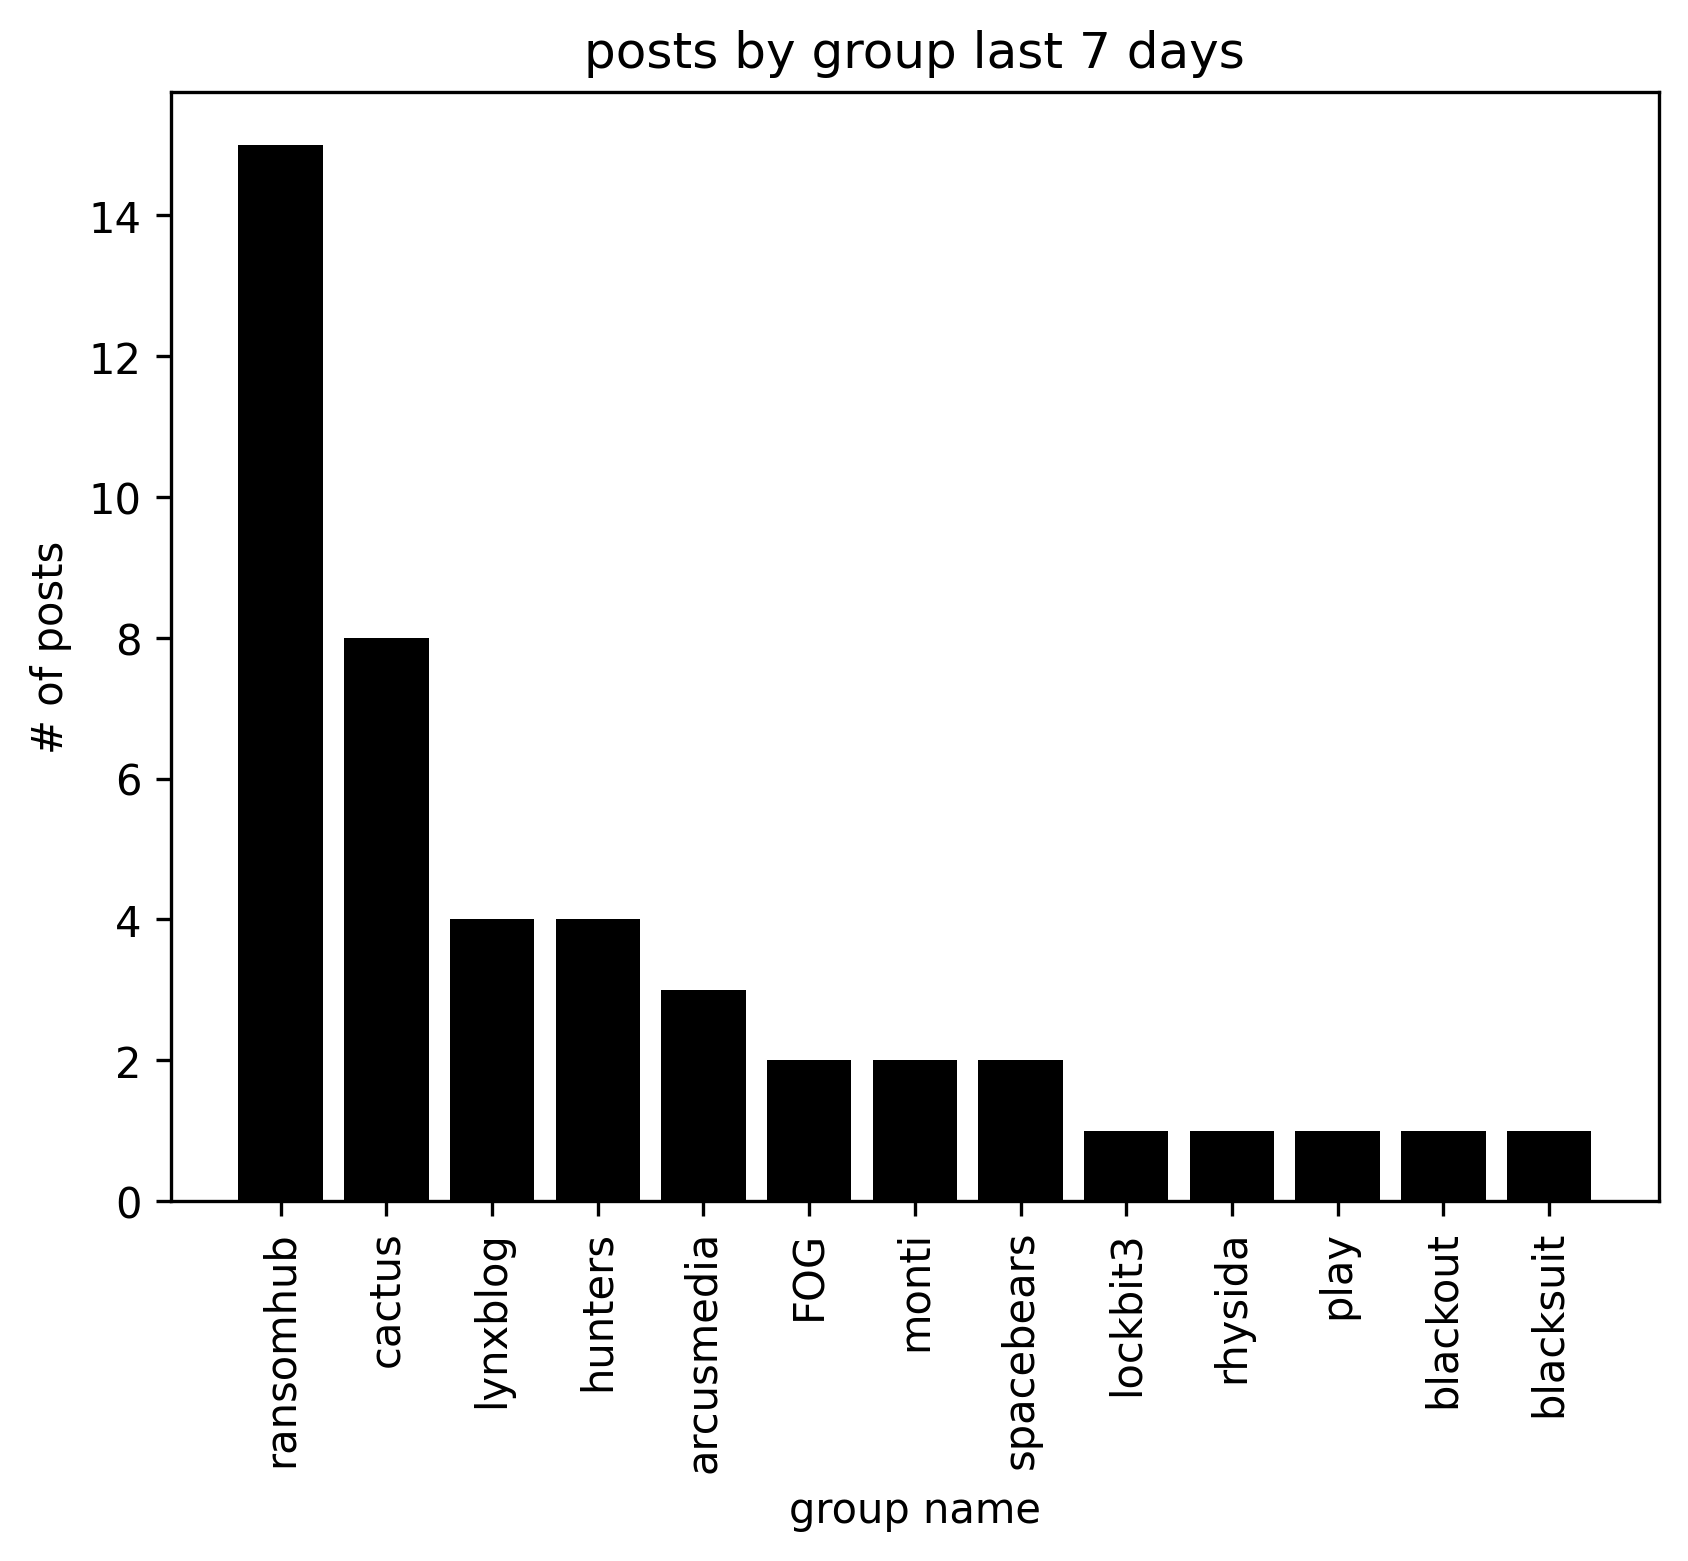 posts by group last 7 days
# of posts
14
12
10
8
6
4
2
0
ransomhub
cactus
lynxblog
hunters
arcusmedia
FOG
monti
spacebears
lockbit3
rhysida
play
blackout
blacksuit
group name